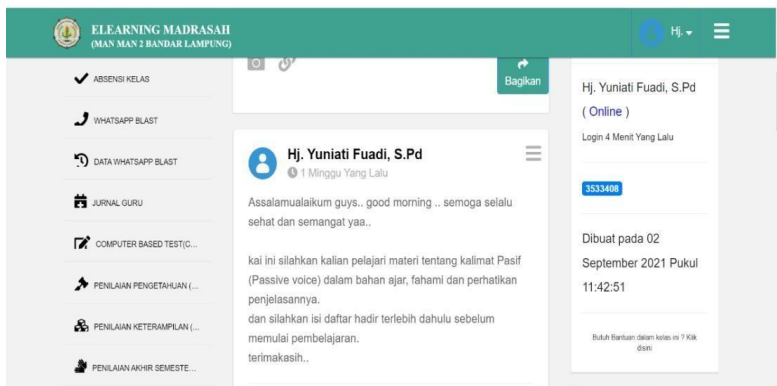 ELEARNING MADRASAH
(MAN MAN 2 BANDAR LAMPUNG)
Hj.
ABSENSI KELAS
WHATSAPP BLAST
DATA WHATSAPP BLAST
JURNAL GURU
COMPUTER BASED TEST(C...
PENILAIAN PENGETAHUAN (...
PENILAIAN KETERAMPILAN (...
PENILAIAN AKHIR SEMESTE...
Bagikan
Hj. Yuniati Fuadi, S.Pd
1 Minggu Yang Lalu
Assalamualaikum guys.. good morning .. semoga selalu
sehat dan semangat yaa..
kai ini silahkan kalian pelajari materi tentang kalimat Pasif
(Passive voice) dalam bahan ajar, fahami dan perhatikan
penjelasannya.
dan silahkan isi daftar hadir terlebih dahulu sebelum
memulai pembelajaran.
terimakasih..
Hj. Yuniati Fuadi, S.Pd
( Online )
Login 4 Menit Yang Lalu
3533408
Dibuat pada 02
September 2021 Pukul
11:42:51
Butuh Bantuan dalam kelas ini ? Klik
disini